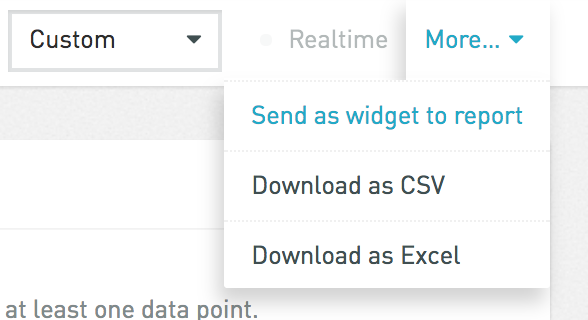 Custom
Realtime
More...
Send as widget to report
Download as CSV
Download as Excel
at least one data point.